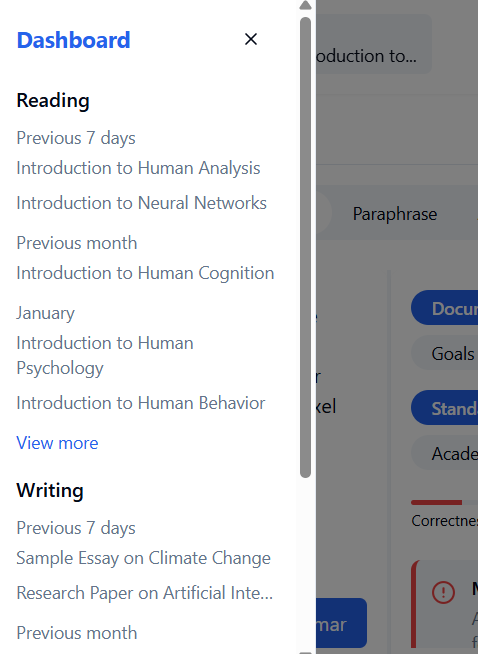 Dashboard
Reading
Previous 7 days
Introduction to Human Analysis
Introduction to Neural Networks
Previous month
Introduction to Human Cognition
January
Introduction to Human
Psychology
Introduction to Human Behavior
View more
Writing
Previous 7 days
Sample Essay on Climate Change
Research Paper on Artificial Inte...
Previous month
oduction to...
Paraphrase
Docu
Goals
r
xel
Stand
Acade
Correctne
mar